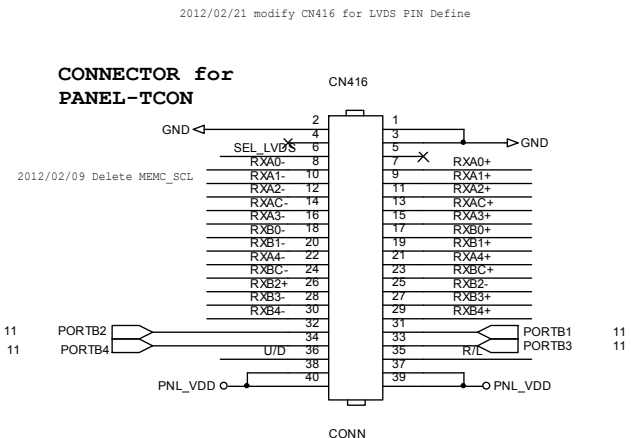 2012/02/21 modify CN416 for LVDS PIN Define
CONNECTOR for
PANEL-TCON
CN416
2 1
GND 4 3 GND
SEL_LVDS 6 5
RXA0- 8 7 RXA0+
2012/02/09 Delete MEMC_SCL RXA1- 10 9 RXA1+
RXA2- 12 11 RXA2+
RXAC- 14 13 RXAC+
RXA3- 16 15 RXA3+
RXB0- 18 17 RXB0+
RXB1- 20 19 RXB1+
RXA4- 22 21 RXA4+
RXBC- 24 23 RXBC+
RXB2+ 26 25 RXB2-
RXB3- 28 27 RXB3+
RXB4- 30 29 RXB4+
11 PORTB2 32 31 PORTB1 11
11 PORTB4 34 33 PORTB3 11
U/D 36 35 R/L
38 37
PNL_VDD 40 39 PNL_VDD
CONN